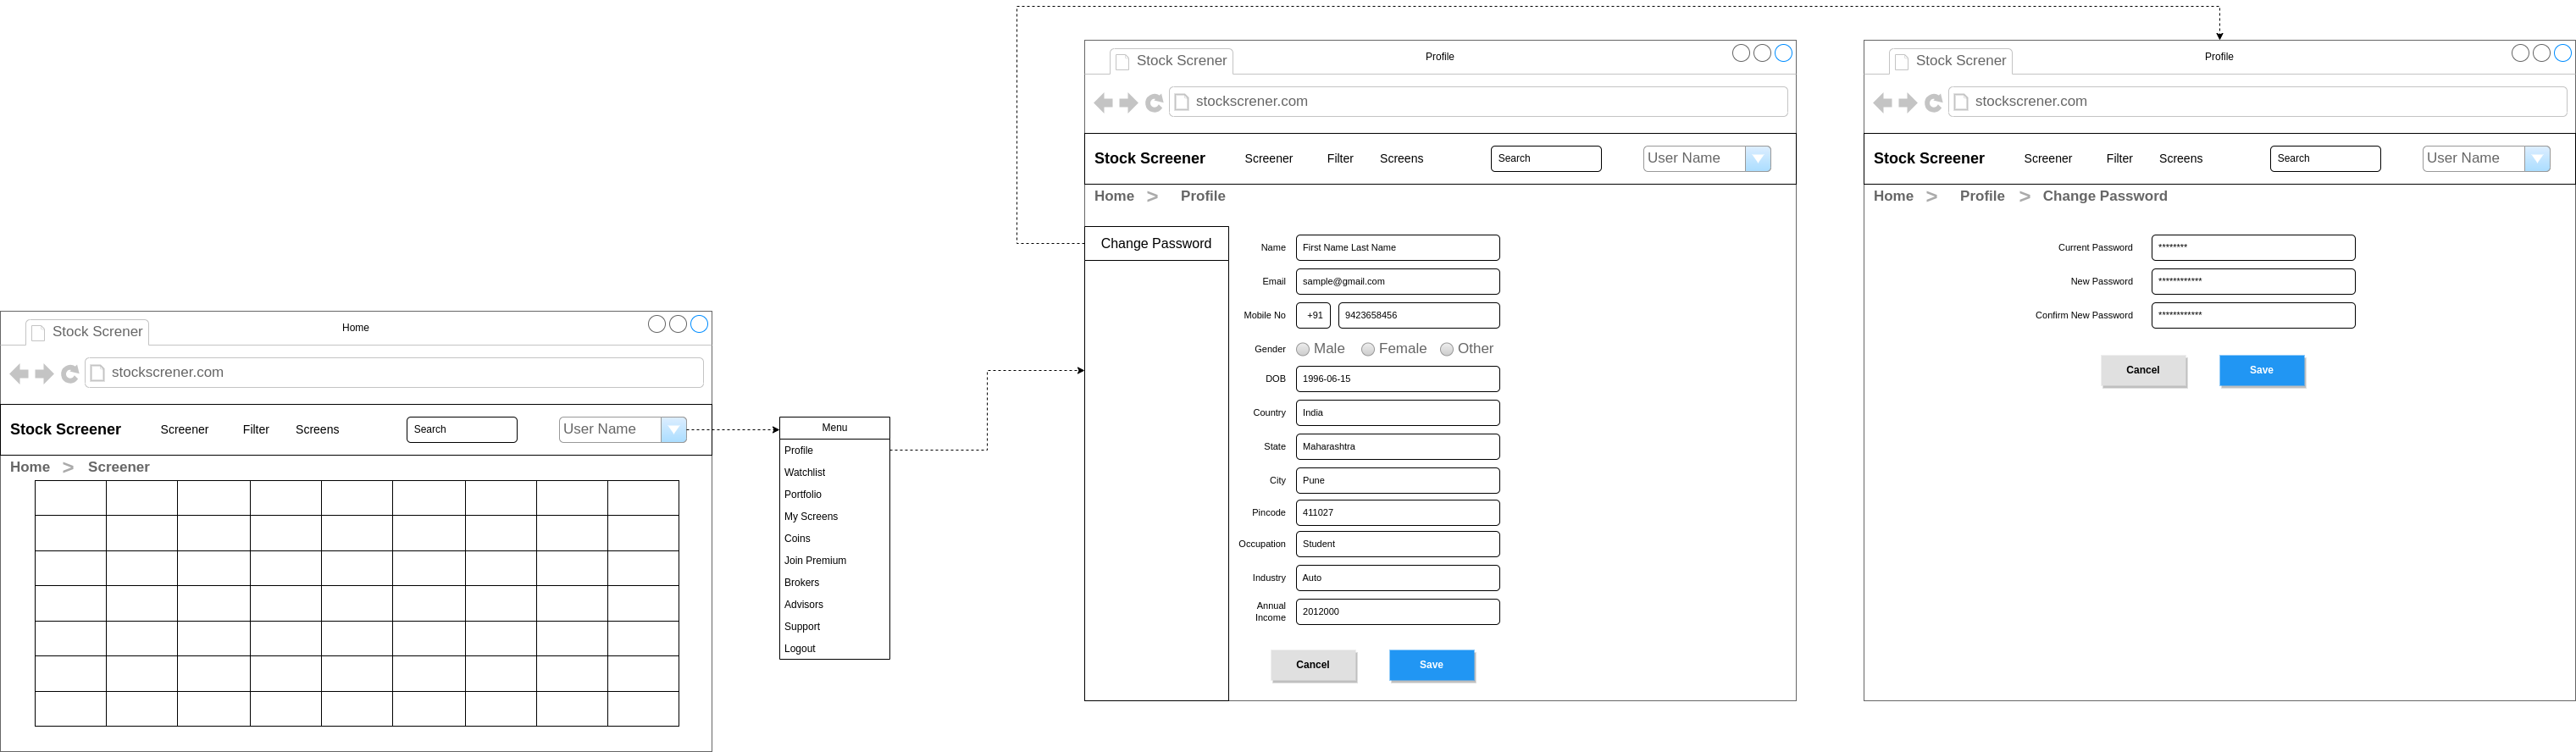 Stock Screner
Home
stockscrener.com
Stock Screener Screener Filter Screens Search User Name
Home > Screener
Menu
Profile
Watchlist
Portfolio
My Screens
Coins
Join Premium
Brokers
Advisors
Support
Logout
Stock Screner
Profile
stockscrener.com
Stock Screener Screener Filter Screens Search User Name
Home > Profile
Change Password
Name First Name Last Name
Email sample@gmail.com
Mobile No +91 9423658456
Gender Male Female Other
DOB 1996-06-15
Country India
State Maharashtra
City Pune
Pincode 411027
Occupation Student
Industry Auto
Annual
Income 2012000
Cancel Save
Stock Screner
Profile
stockscrener.com
Stock Screener Screener Filter Screens Search User Name
Home > Profile > Change Password
Current Password ********
New Password ************
Confirm New Password ************
Cancel Save